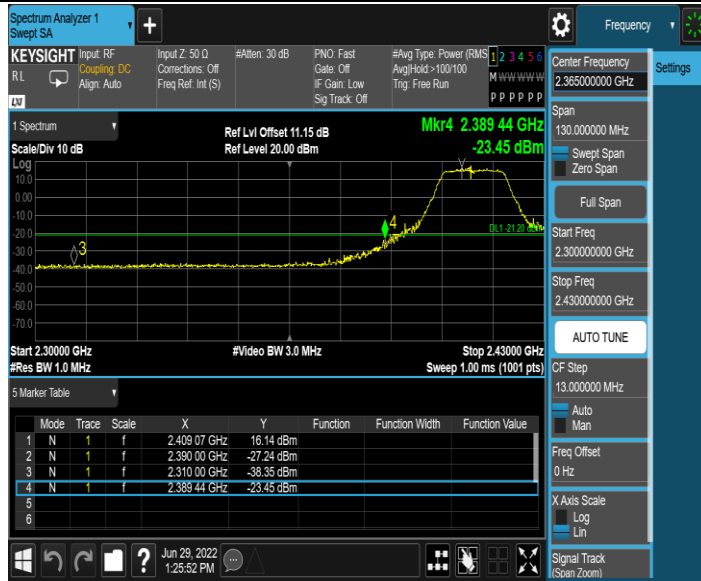 Spectrum Analyzer 1
Swept SA
+
Frequency
KEYSIGHT
RL
LXI
Input: RF
Coupling: DC
Align: Auto
Input Z: 50 Ω
Corrections: Off
Freq Ref: Int (S)
#Atten: 30 dB
PNO: Fast
Gate: Off
IF Gain: Low
Sig Track: Off
#Avg Type: Power (RMS
Avg|Hold:>100/100
Trig: Free Run
1 2 3 4 5 6
M W W W W W
P P P P P P
1 Spectrum
Scale/Div 10 dB
Ref Lvl Offset 11.15 dB
Ref Level 20.00 dBm
Mkr4 2.389 44 GHz
-23.45 dBm
Log
10.0
0.00
-10.0
-20.0
-30.0
-40.0
-50.0
-60.0
-70.0
3
4
DL1 -21.20 dBm
Start 2.30000 GHz
#Res BW 1.0 MHz
#Video BW 3.0 MHz
Stop 2.43000 GHz
Sweep 1.00 ms (1001 pts)
5 Marker Table
Mode Trace Scale X Y Function Function Width Function Value
1 N 1 f 2.409 07 GHz 16.14 dBm
2 N 1 f 2.390 00 GHz -27.24 dBm
3 N 1 f 2.310 00 GHz -38.35 dBm
4 N 1 f 2.389 44 GHz -23.45 dBm
5
6
Jun 29, 2022
1:25:52 PM
Center Frequency
2.365000000 GHz
Settings
Span
130.000000 MHz
Swept Span
Zero Span
Full Span
Start Freq
2.300000000 GHz
Stop Freq
2.430000000 GHz
AUTO TUNE
CF Step
13.000000 MHz
Auto
Man
Freq Offset
0 Hz
X Axis Scale
Log
Lin
Signal Track
(Span Zoom)